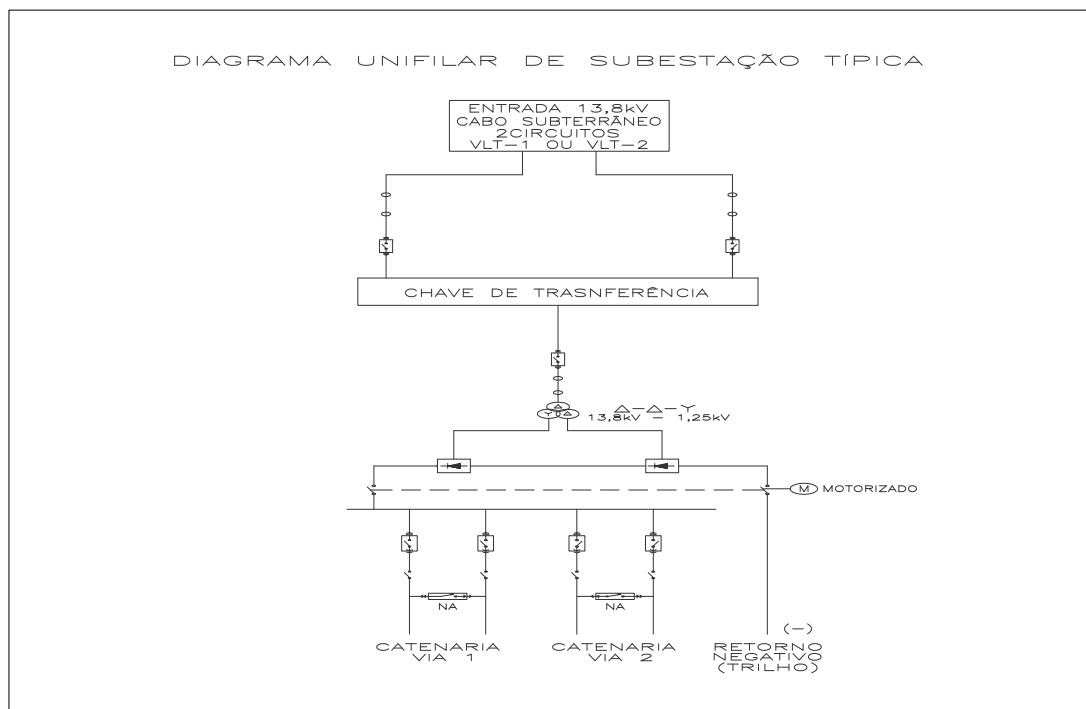 DIAGRAMA UNIFILAR DE SUBESTAÇÃO TÍPICA
ENTRADA 13,8kV
CABO SUBTERRÂNEO
2CIRCUITOS
VLT-1 OU VLT-2
CHAVE DE TRASNFERÊNCIA
Δ-Δ-Y
13,8kV - 1,25kV
Y Δ Δ
M MOTORIZADO
NA
NA
CATENARIA
VIA 1
CATENARIA
VIA 2
(-)
RETORNO
NEGATIVO
(TRILHO)